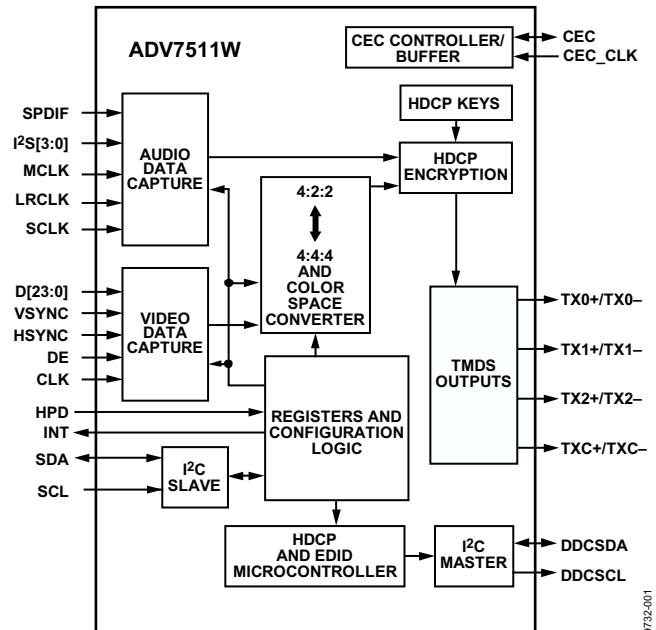 ADV7511W
CEC CONTROLLER/
BUFFER
CEC
CEC_CLK
HDCP KEYS
HDCP
ENCRYPTION
SPDIF
I2S[3:0]
MCLK
LRCLK
SCLK
AUDIO
DATA
CAPTURE
4:2:2
4:4:4
AND
COLOR
SPACE
CONVERTER
D[23:0]
VSYNC
HSYNC
DE
CLK
VIDEO
DATA
CAPTURE
TMDS
OUTPUTS
TX0+/TX0–
TX1+/TX1–
TX2+/TX2–
TXC+/TXC–
HPD
INT
SDA
SCL
REGISTERS AND
CONFIGURATION
LOGIC
I2C
SLAVE
HDCP
AND EDID
MICROCONTROLLER
I2C
MASTER
DDCSDA
DDCSCL